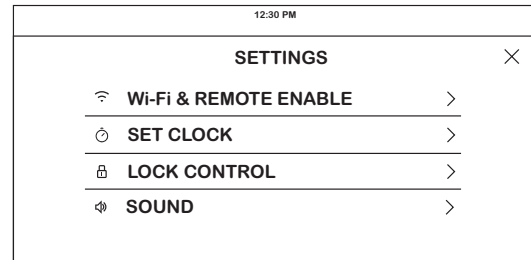 12:30 PM
SETTINGS
Wi-Fi & REMOTE ENABLE
SET CLOCK
LOCK CONTROL
SOUND